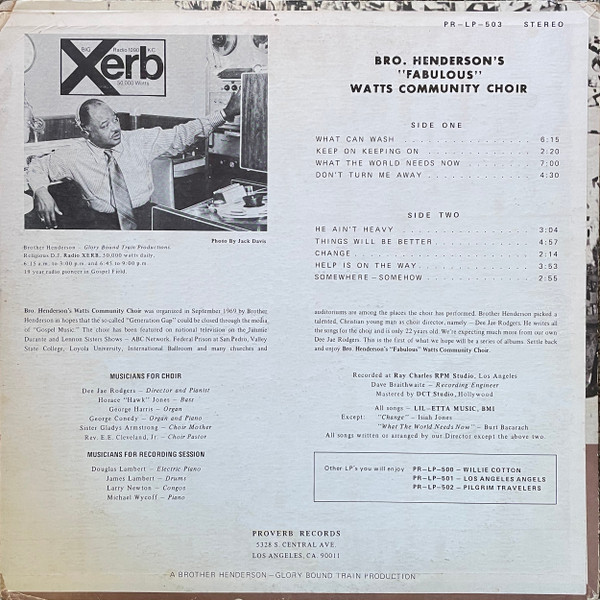 PR-LP-503 STEREO
BIG Radio 1090 KC
Xerb
50,000 Watts
Photo By Jack Davis
Brother Henderson – Glory Bound Train Productions.
Religious D.J. Radio XERB, 50,000 watts daily,
6:15 a.m. to 3:00 p.m. and 6:45 to 9:00 p.m.
19 year radio pioneer in Gospel Field.
BRO. HENDERSON'S
"FABULOUS"
WATTS COMMUNITY CHOIR
SIDE ONE
WHAT CAN WASH . . . . . . . . . . . . . . 6:15
KEEP ON KEEPING ON . . . . . . . . . . . . 2:20
WHAT THE WORLD NEEDS NOW . . . . . . . . . 7:00
DON'T TURN ME AWAY . . . . . . . . . . . . 4:30
SIDE TWO
HE AIN'T HEAVY . . . . . . . . . . . . . . 3:04
THINGS WILL BE BETTER . . . . . . . . . . 4:57
CHANGE . . . . . . . . . . . . . . . . . . 2:14
HELP IS ON THE WAY . . . . . . . . . . . . 3:53
SOMEWHERE – SOMEHOW . . . . . . . . . . . 2:55
Bro. Henderson's Watts Community Choir was organized in September 1969 by Brother
Henderson in hopes that the so-called "Generation Gap" could be closed through the media
of "Gospel Music." The choir has been featured on national television on the Jimmie
Durante and Lennon Sisters Shows – ABC Network, Federal Prison at San Pedro, Valley
State College, Loyola University, International Ballroom and many churches and
auditoriums are among the places the choir has performed. Brother Henderson picked a
talented, Christian young man as choir director, namely – Dee Jae Rodgers. He writes all
the songs for the choir and is only 22 years old. We're expecting much more from our own
Dee Jae Rodgers. This is the first of what we hope will be a series of albums. Settle back
and enjoy Bro. Henderson's "Fabulous" Watts Community Choir.
MUSICIANS FOR CHOIR
Dee Jae Rodgers – Director and Pianist
Horace "Hawk" Jones – Bass
George Harris – Organ
George Conedy – Organ and Piano
Sister Gladys Armstrong – Choir Mother
Rev. E.E. Cleveland, Jr. – Choir Pastor
MUSICIANS FOR RECORDING SESSION
Douglas Lambert – Electric Piano
James Lambert – Drums
Larry Newton – Congos
Michael Wycoff – Piano
Recorded at Ray Charles RPM Studio, Los Angeles
Dave Braithwaite – Recording Engineer
Mastered by DCT Studio, Hollywood
All songs – LIL-ETTA MUSIC, BMI
Except: "Change" – Isiah Jones
"What The World Needs Now" – Burt Bacarach
All songs written or arranged by our Director except the above two.
Other LP's you will enjoy PR-LP-500 – WILLIE COTTON
PR-LP-501 – LOS ANGELES ANGELS
PR-LP-502 – PILGRIM TRAVELERS
PROVERB RECORDS
5328 S. CENTRAL AVE.
LOS ANGELES, CA. 90011
A BROTHER HENDERSON – GLORY BOUND TRAIN PRODUCTION